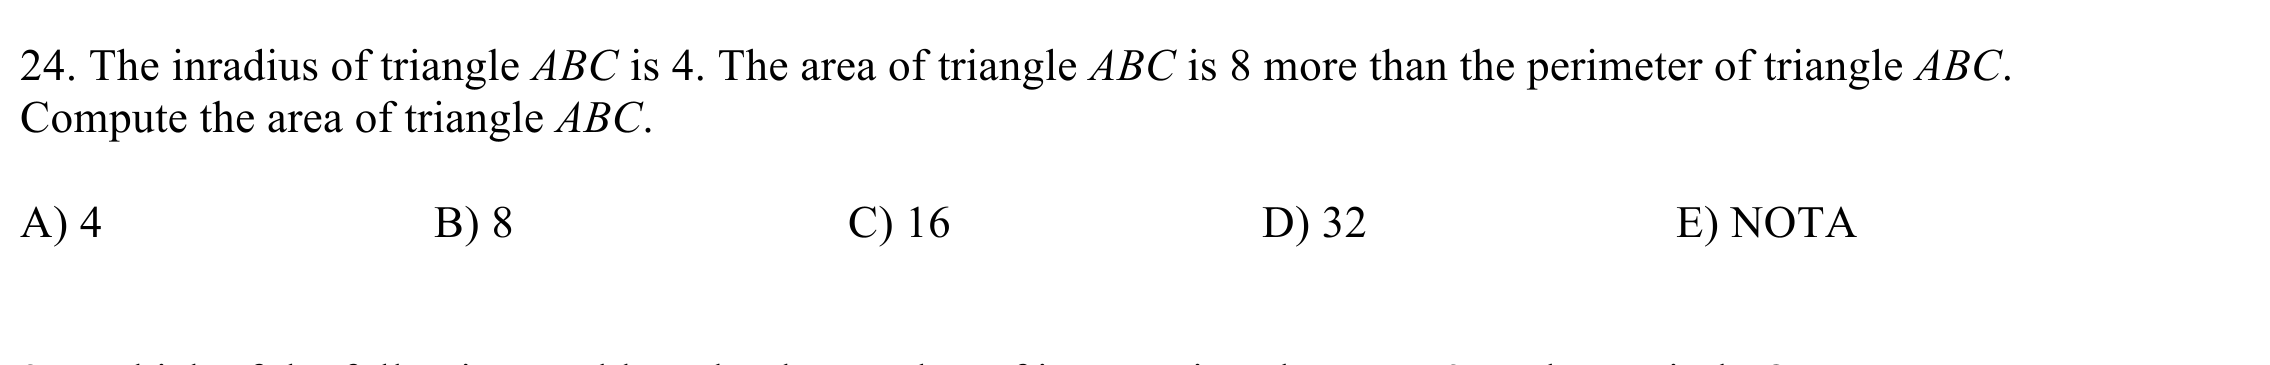 24. The inradius of triangle ABC is 4. The area of triangle ABC is 8 more than the perimeter of triangle ABC.
Compute the area of triangle ABC.
A) 4 B) 8 C) 16 D) 32 E) NOTA